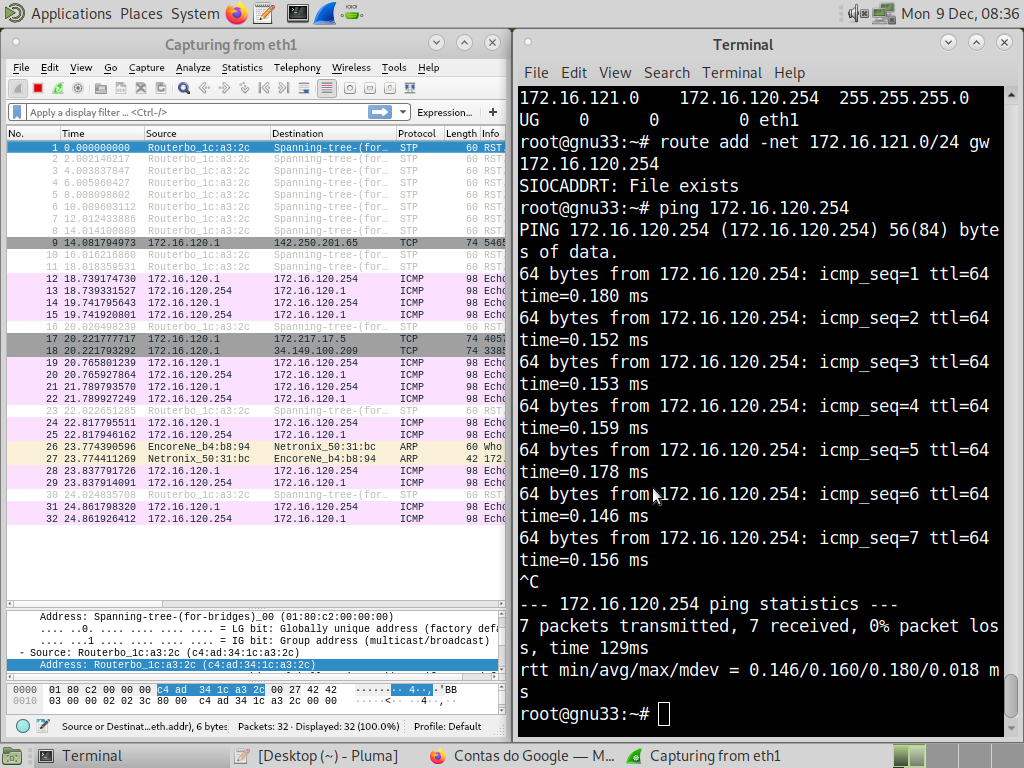 Applications Places System Mon 9 Dec, 08:36
Capturing from eth1
File Edit View Go Capture Analyze Statistics Telephony Wireless Tools Help
Apply a display filter ... <Ctrl-/> Expression... +
No. Time Source Destination Protocol Length Info
1 0.000000000 Routerbo_1c:a3:2c Spanning-tree-(for… STP 60 RST.
2 2.002146217 Routerbo_1c:a3:2c Spanning-tree-(for… STP 60 RST.
3 4.003837847 Routerbo_1c:a3:2c Spanning-tree-(for… STP 60 RST.
4 6.005960427 Routerbo_1c:a3:2c Spanning-tree-(for… STP 60 RST.
5 8.008098602 Routerbo_1c:a3:2c Spanning-tree-(for… STP 60 RST.
6 10.009603112 Routerbo_1c:a3:2c Spanning-tree-(for… STP 60 RST.
7 12.012433886 Routerbo_1c:a3:2c Spanning-tree-(for… STP 60 RST.
8 14.014100889 Routerbo_1c:a3:2c Spanning-tree-(for… STP 60 RST.
9 14.081794973 172.16.120.1 142.250.201.65 TCP 74 5465
10 16.016216860 Routerbo_1c:a3:2c Spanning-tree-(for… STP 60 RST.
11 18.018359531 Routerbo_1c:a3:2c Spanning-tree-(for… STP 60 RST.
12 18.739174730 172.16.120.1 172.16.120.254 ICMP 98 Echo
13 18.739331527 172.16.120.254 172.16.120.1 ICMP 98 Echo
14 19.741795643 172.16.120.1 172.16.120.254 ICMP 98 Echo
15 19.741920801 172.16.120.254 172.16.120.1 ICMP 98 Echo
16 20.020498239 Routerbo_1c:a3:2c Spanning-tree-(for… STP 60 RST.
17 20.221777717 172.16.120.1 172.217.17.5 TCP 74 4057
18 20.221793292 172.16.120.1 34.149.100.209 TCP 74 3385
19 20.765801239 172.16.120.1 172.16.120.254 ICMP 98 Echo
20 20.765927864 172.16.120.254 172.16.120.1 ICMP 98 Echo
21 21.789793570 172.16.120.1 172.16.120.254 ICMP 98 Echo
22 21.789927249 172.16.120.254 172.16.120.1 ICMP 98 Echo
23 22.022651285 Routerbo_1c:a3:2c Spanning-tree-(for… STP 60 RST.
24 22.817795511 172.16.120.1 172.16.120.254 ICMP 98 Echo
25 22.817946162 172.16.120.254 172.16.120.1 ICMP 98 Echo
26 23.774390596 EncoreNe_b4:b8:94 Netronix_50:31:bc ARP 60 Who
27 23.774411269 Netronix_50:31:bc EncoreNe_b4:b8:94 ARP 42 172.
28 23.837791726 172.16.120.1 172.16.120.254 ICMP 98 Echo
29 23.837914091 172.16.120.254 172.16.120.1 ICMP 98 Echo
30 24.024835708 Routerbo_1c:a3:2c Spanning-tree-(for… STP 60 RST.
31 24.861798320 172.16.120.1 172.16.120.254 ICMP 98 Echo
32 24.861926412 172.16.120.254 172.16.120.1 ICMP 98 Echo
Address: Spanning-tree-(for-bridges)_00 (01:80:c2:00:00:00)
.... ..0. .... .... .... .... = LG bit: Globally unique address (factory defa
.... ...1 .... .... .... .... = IG bit: Group address (multicast/broadcast)
- Source: Routerbo_1c:a3:2c (c4:ad:34:1c:a3:2c)
Address: Routerbo_1c:a3:2c (c4:ad:34:1c:a3:2c)
0000 01 80 c2 00 00 00 c4 ad 34 1c a3 2c 00 27 42 42 ········ 4··,·'BB
0010 03 00 00 02 02 3c 80 00 c4 ad 34 1c a3 2c 00 00 ·····<·· ··4··,··
Source or Destinat...eth.addr), 6 bytes Packets: 32 · Displayed: 32 (100.0%) Profile: Default
Terminal
File Edit View Search Terminal Help
172.16.121.0 172.16.120.254 255.255.255.0
UG 0 0 0 eth1
root@gnu33:~# route add -net 172.16.121.0/24 gw
172.16.120.254
SIOCADDRT: File exists
root@gnu33:~# ping 172.16.120.254
PING 172.16.120.254 (172.16.120.254) 56(84) byte
s of data.
64 bytes from 172.16.120.254: icmp_seq=1 ttl=64
time=0.180 ms
64 bytes from 172.16.120.254: icmp_seq=2 ttl=64
time=0.152 ms
64 bytes from 172.16.120.254: icmp_seq=3 ttl=64
time=0.153 ms
64 bytes from 172.16.120.254: icmp_seq=4 ttl=64
time=0.159 ms
64 bytes from 172.16.120.254: icmp_seq=5 ttl=64
time=0.178 ms
64 bytes from 172.16.120.254: icmp_seq=6 ttl=64
time=0.146 ms
64 bytes from 172.16.120.254: icmp_seq=7 ttl=64
time=0.156 ms
^C
--- 172.16.120.254 ping statistics ---
7 packets transmitted, 7 received, 0% packet los
s, time 129ms
rtt min/avg/max/mdev = 0.146/0.160/0.180/0.018 m
s
root@gnu33:~#
Terminal [Desktop (~) - Pluma] Contas do Google — M... Capturing from eth1